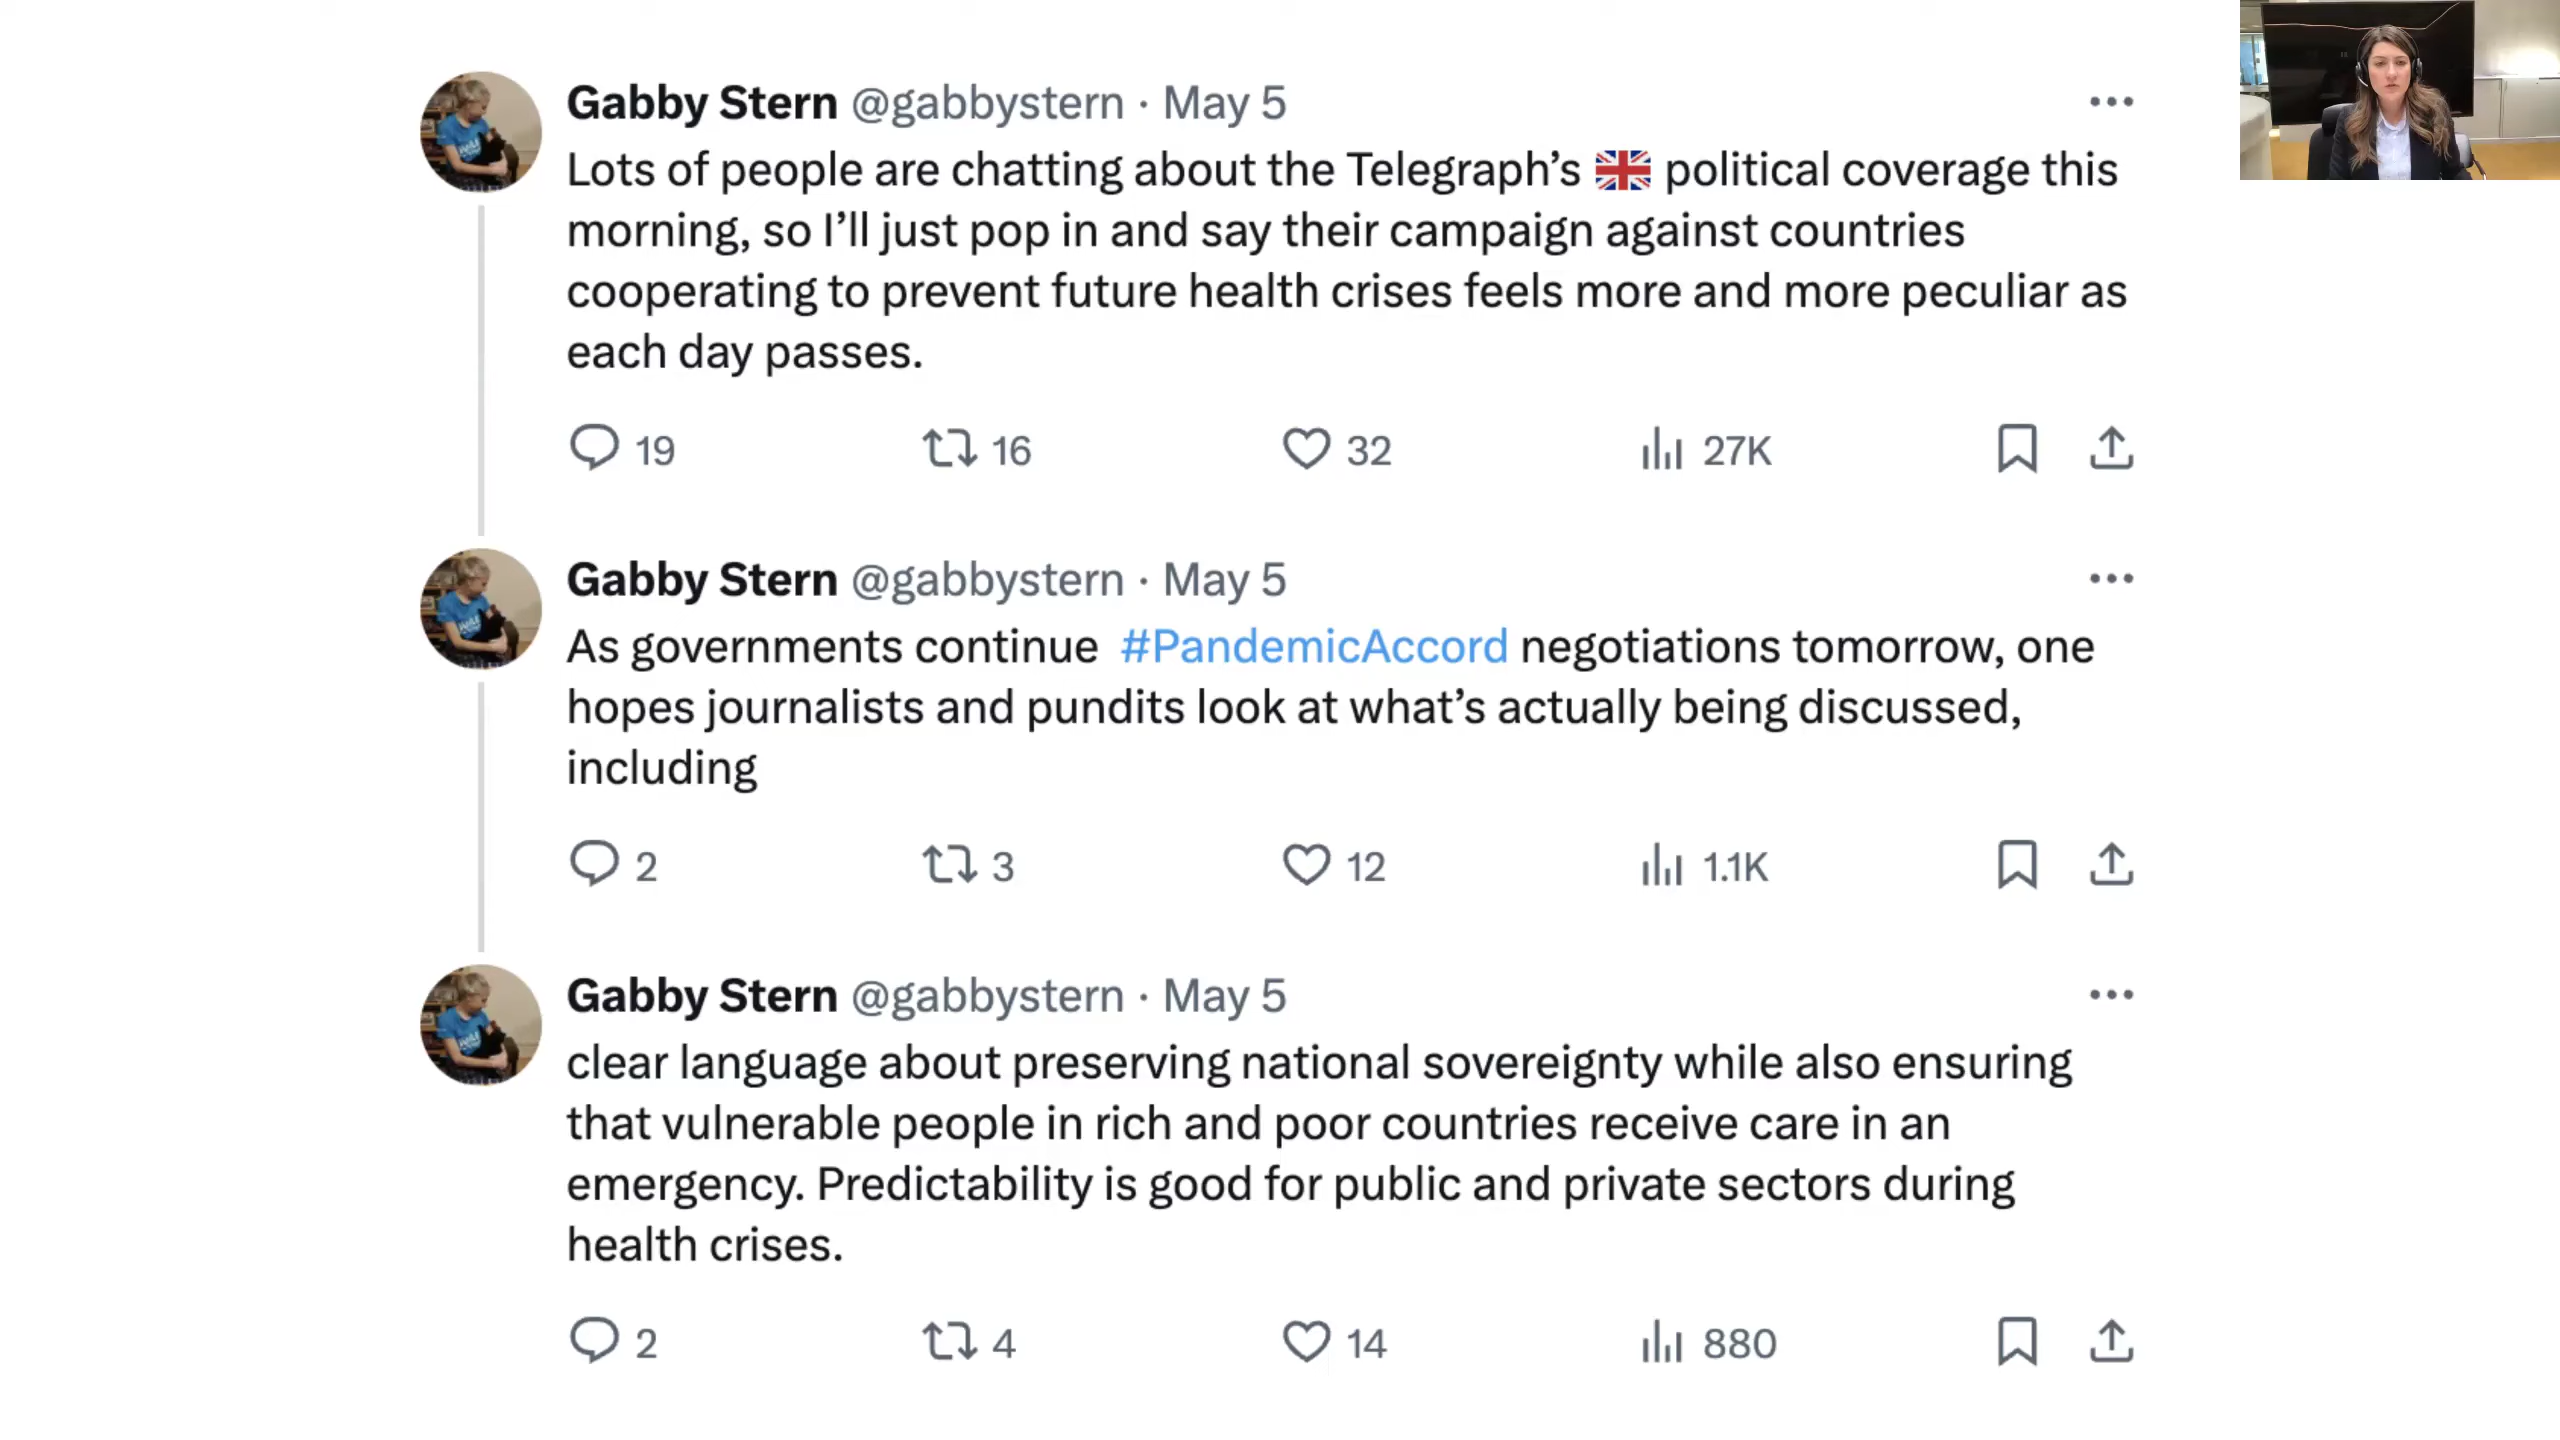 Gabby Stern @gabbystern · May 5
Lots of people are chatting about the Telegraph’s 🇬🇧 political coverage this
morning, so I’ll just pop in and say their campaign against countries
cooperating to prevent future health crises feels more and more peculiar as
each day passes.
19 16 32 27K
Gabby Stern @gabbystern · May 5
As governments continue #PandemicAccord negotiations tomorrow, one
hopes journalists and pundits look at what’s actually being discussed,
including
2 3 12 1.1K
Gabby Stern @gabbystern · May 5
clear language about preserving national sovereignty while also ensuring
that vulnerable people in rich and poor countries receive care in an
emergency. Predictability is good for public and private sectors during
health crises.
2 4 14 880